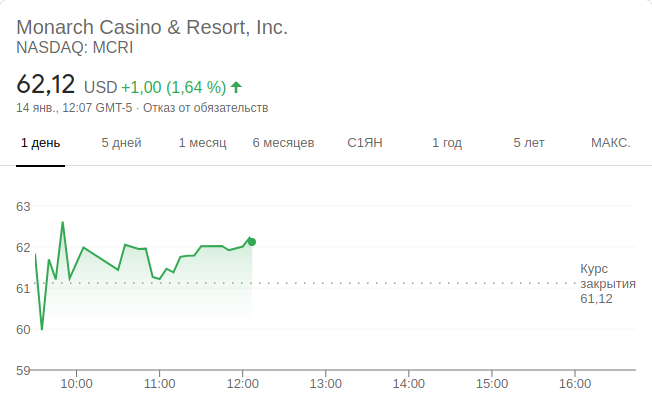 Monarch Casino & Resort, Inc.
NASDAQ: MCRI
62,12 USD +1,00 (1,64 %)
14 янв., 12:07 GMT-5 · Отказ от обязательств
1 день 5 дней 1 месяц 6 месяцев С1ЯН 1 год 5 лет МАКС.
63
62
61
60
59
Курс
закрытия
61,12
10:00 11:00 12:00 13:00 14:00 15:00 16:00